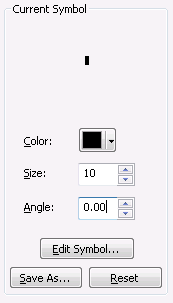 Current Symbol
Color:
Size: 10
Angle: 0.00
Edit Symbol...
Save As... Reset